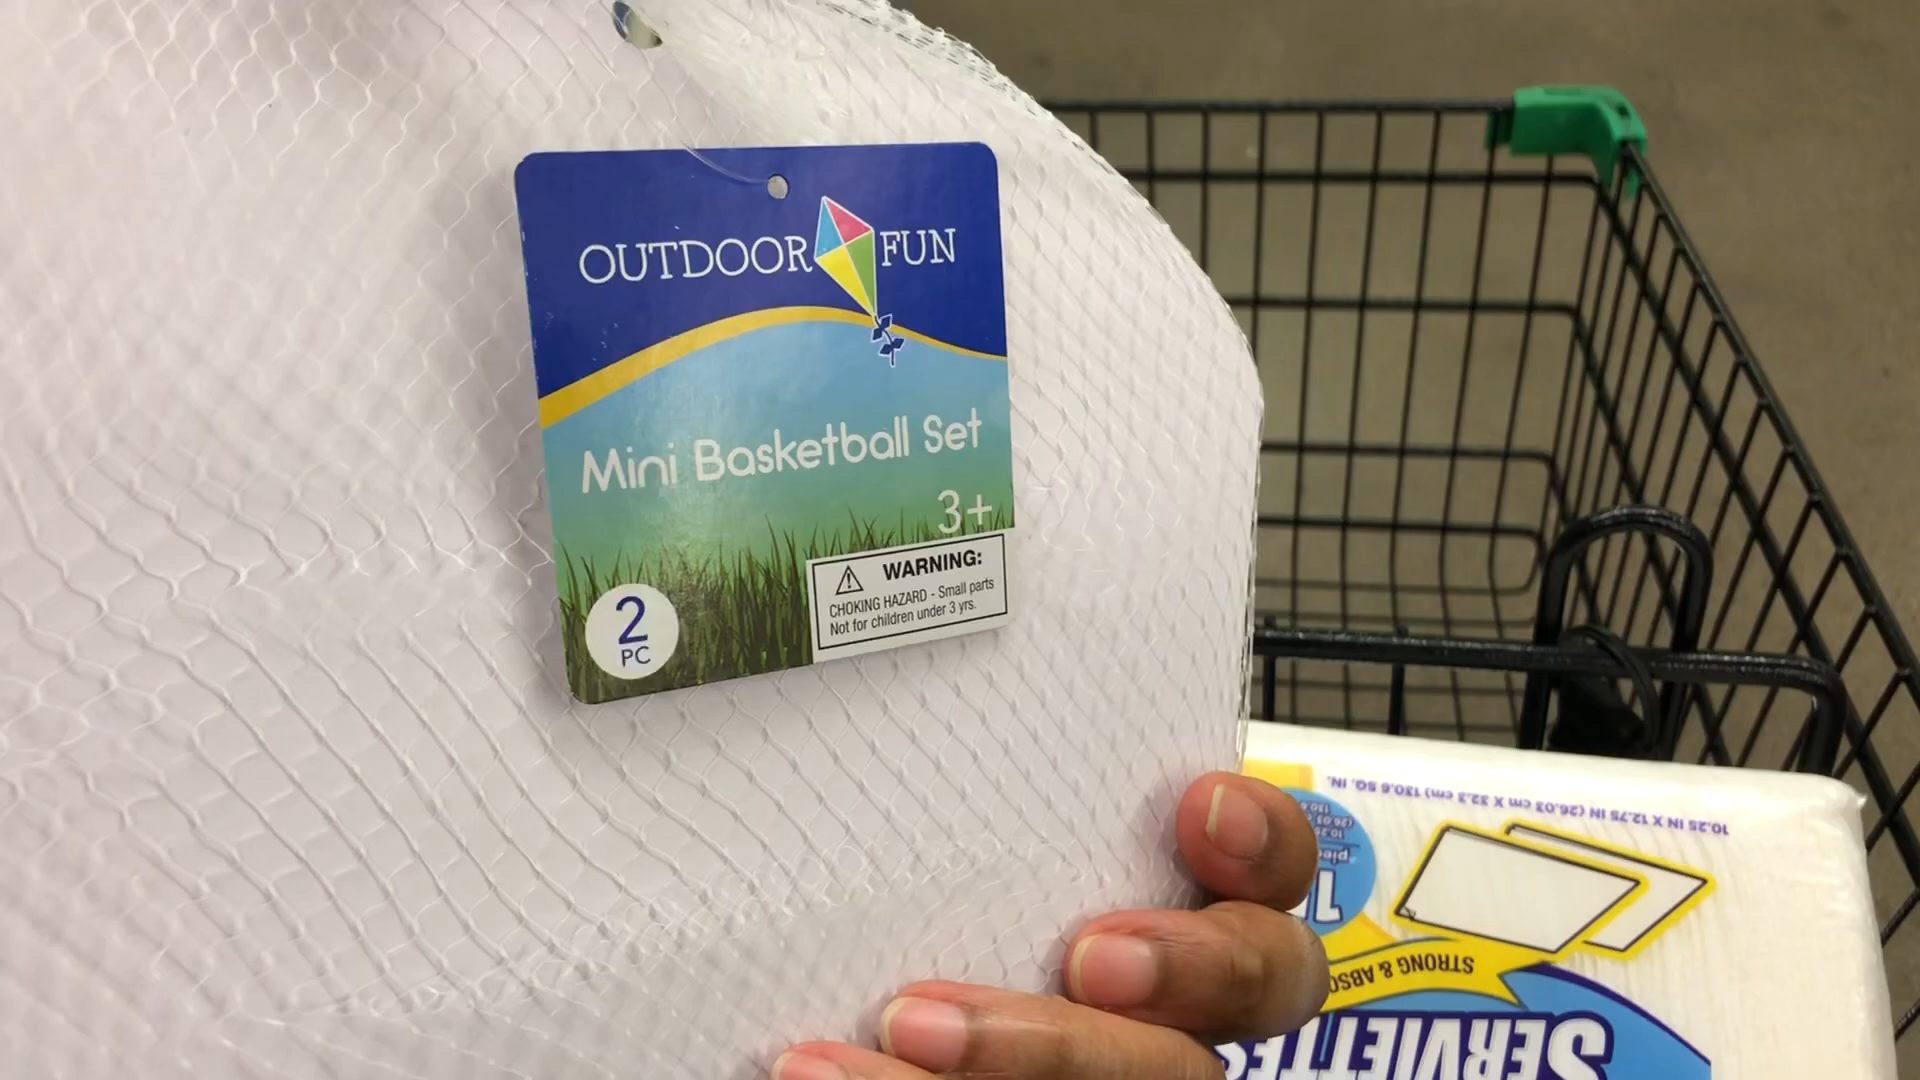 OUTDOOR FUN
Mini Basketball Set
3+
WARNING:
CHOKING HAZARD - Small parts
Not for children under 3 yrs.
2
PC
10.25 IN X 12.75 IN (26.03 cm X 32.3 cm) 130.6 SQ. IN.
STRONG &
SERVIETTES